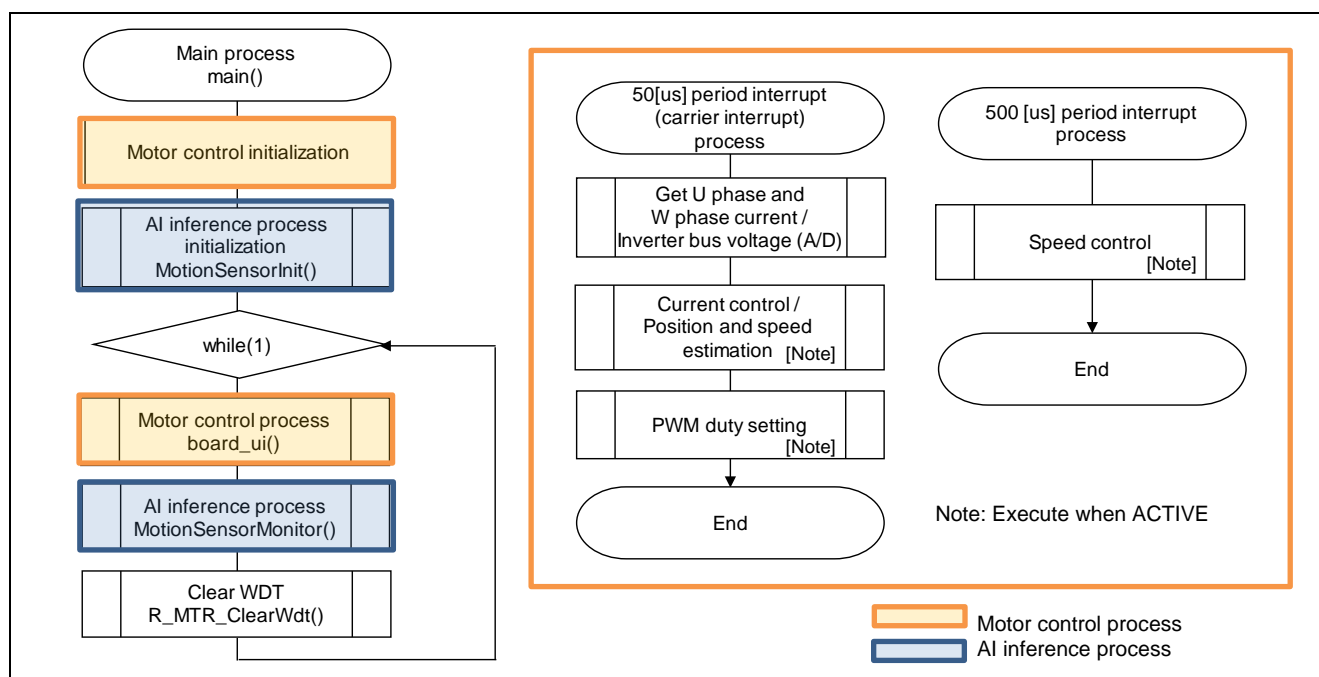 Main process
main()
Motor control initialization
AI inference process
initialization
MotionSensorInit()
while(1)
Motor control process
board_ui()
AI inference process
MotionSensorMonitor()
Clear WDT
R_MTR_ClearWdt()
50[us] period interrupt
(carrier interrupt)
process
Get U phase and
W phase current /
Inverter bus voltage (A/D)
Current control /
Position and speed
estimation
[Note]
PWM duty setting
[Note]
End
500 [us] period interrupt
process
Speed control
[Note]
End
Note: Execute when ACTIVE
Motor control process
AI inference process